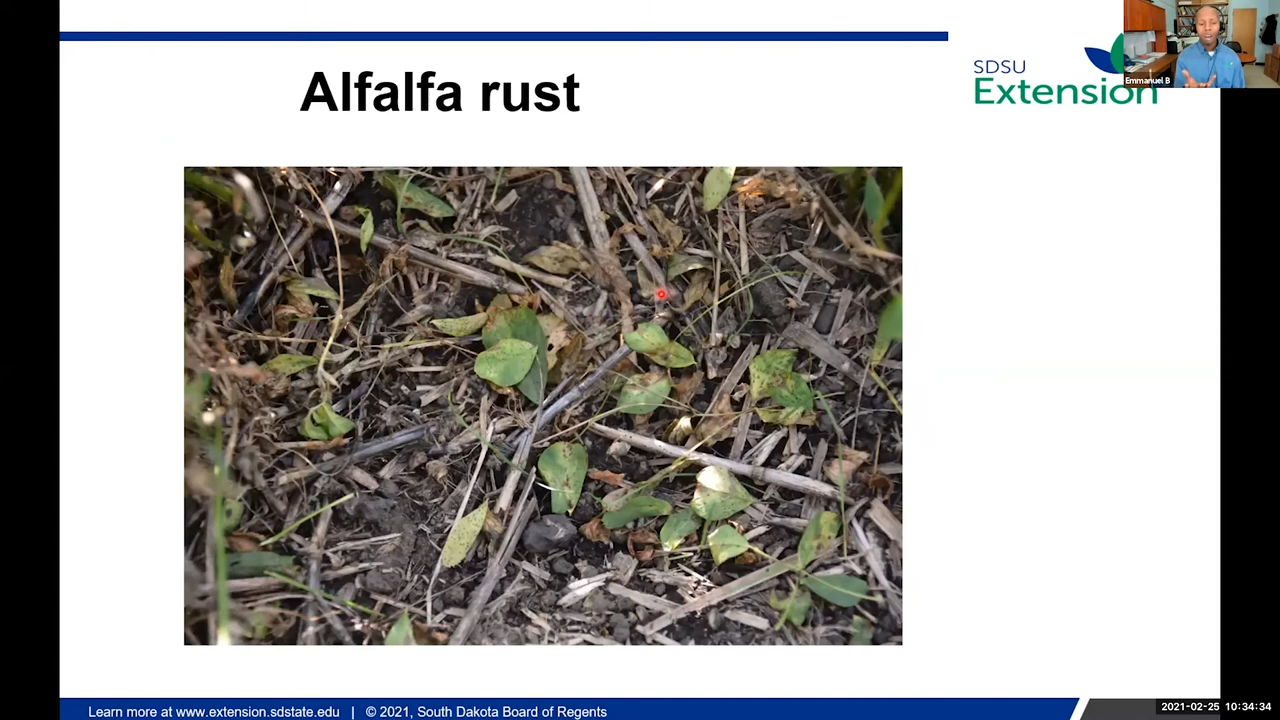 Alfalfa rust
SDSU
Extension
Emmanuel B
Learn more at www.extension.sdstate.edu | © 2021, South Dakota Board of Regents
2021-02-25 10:34:34